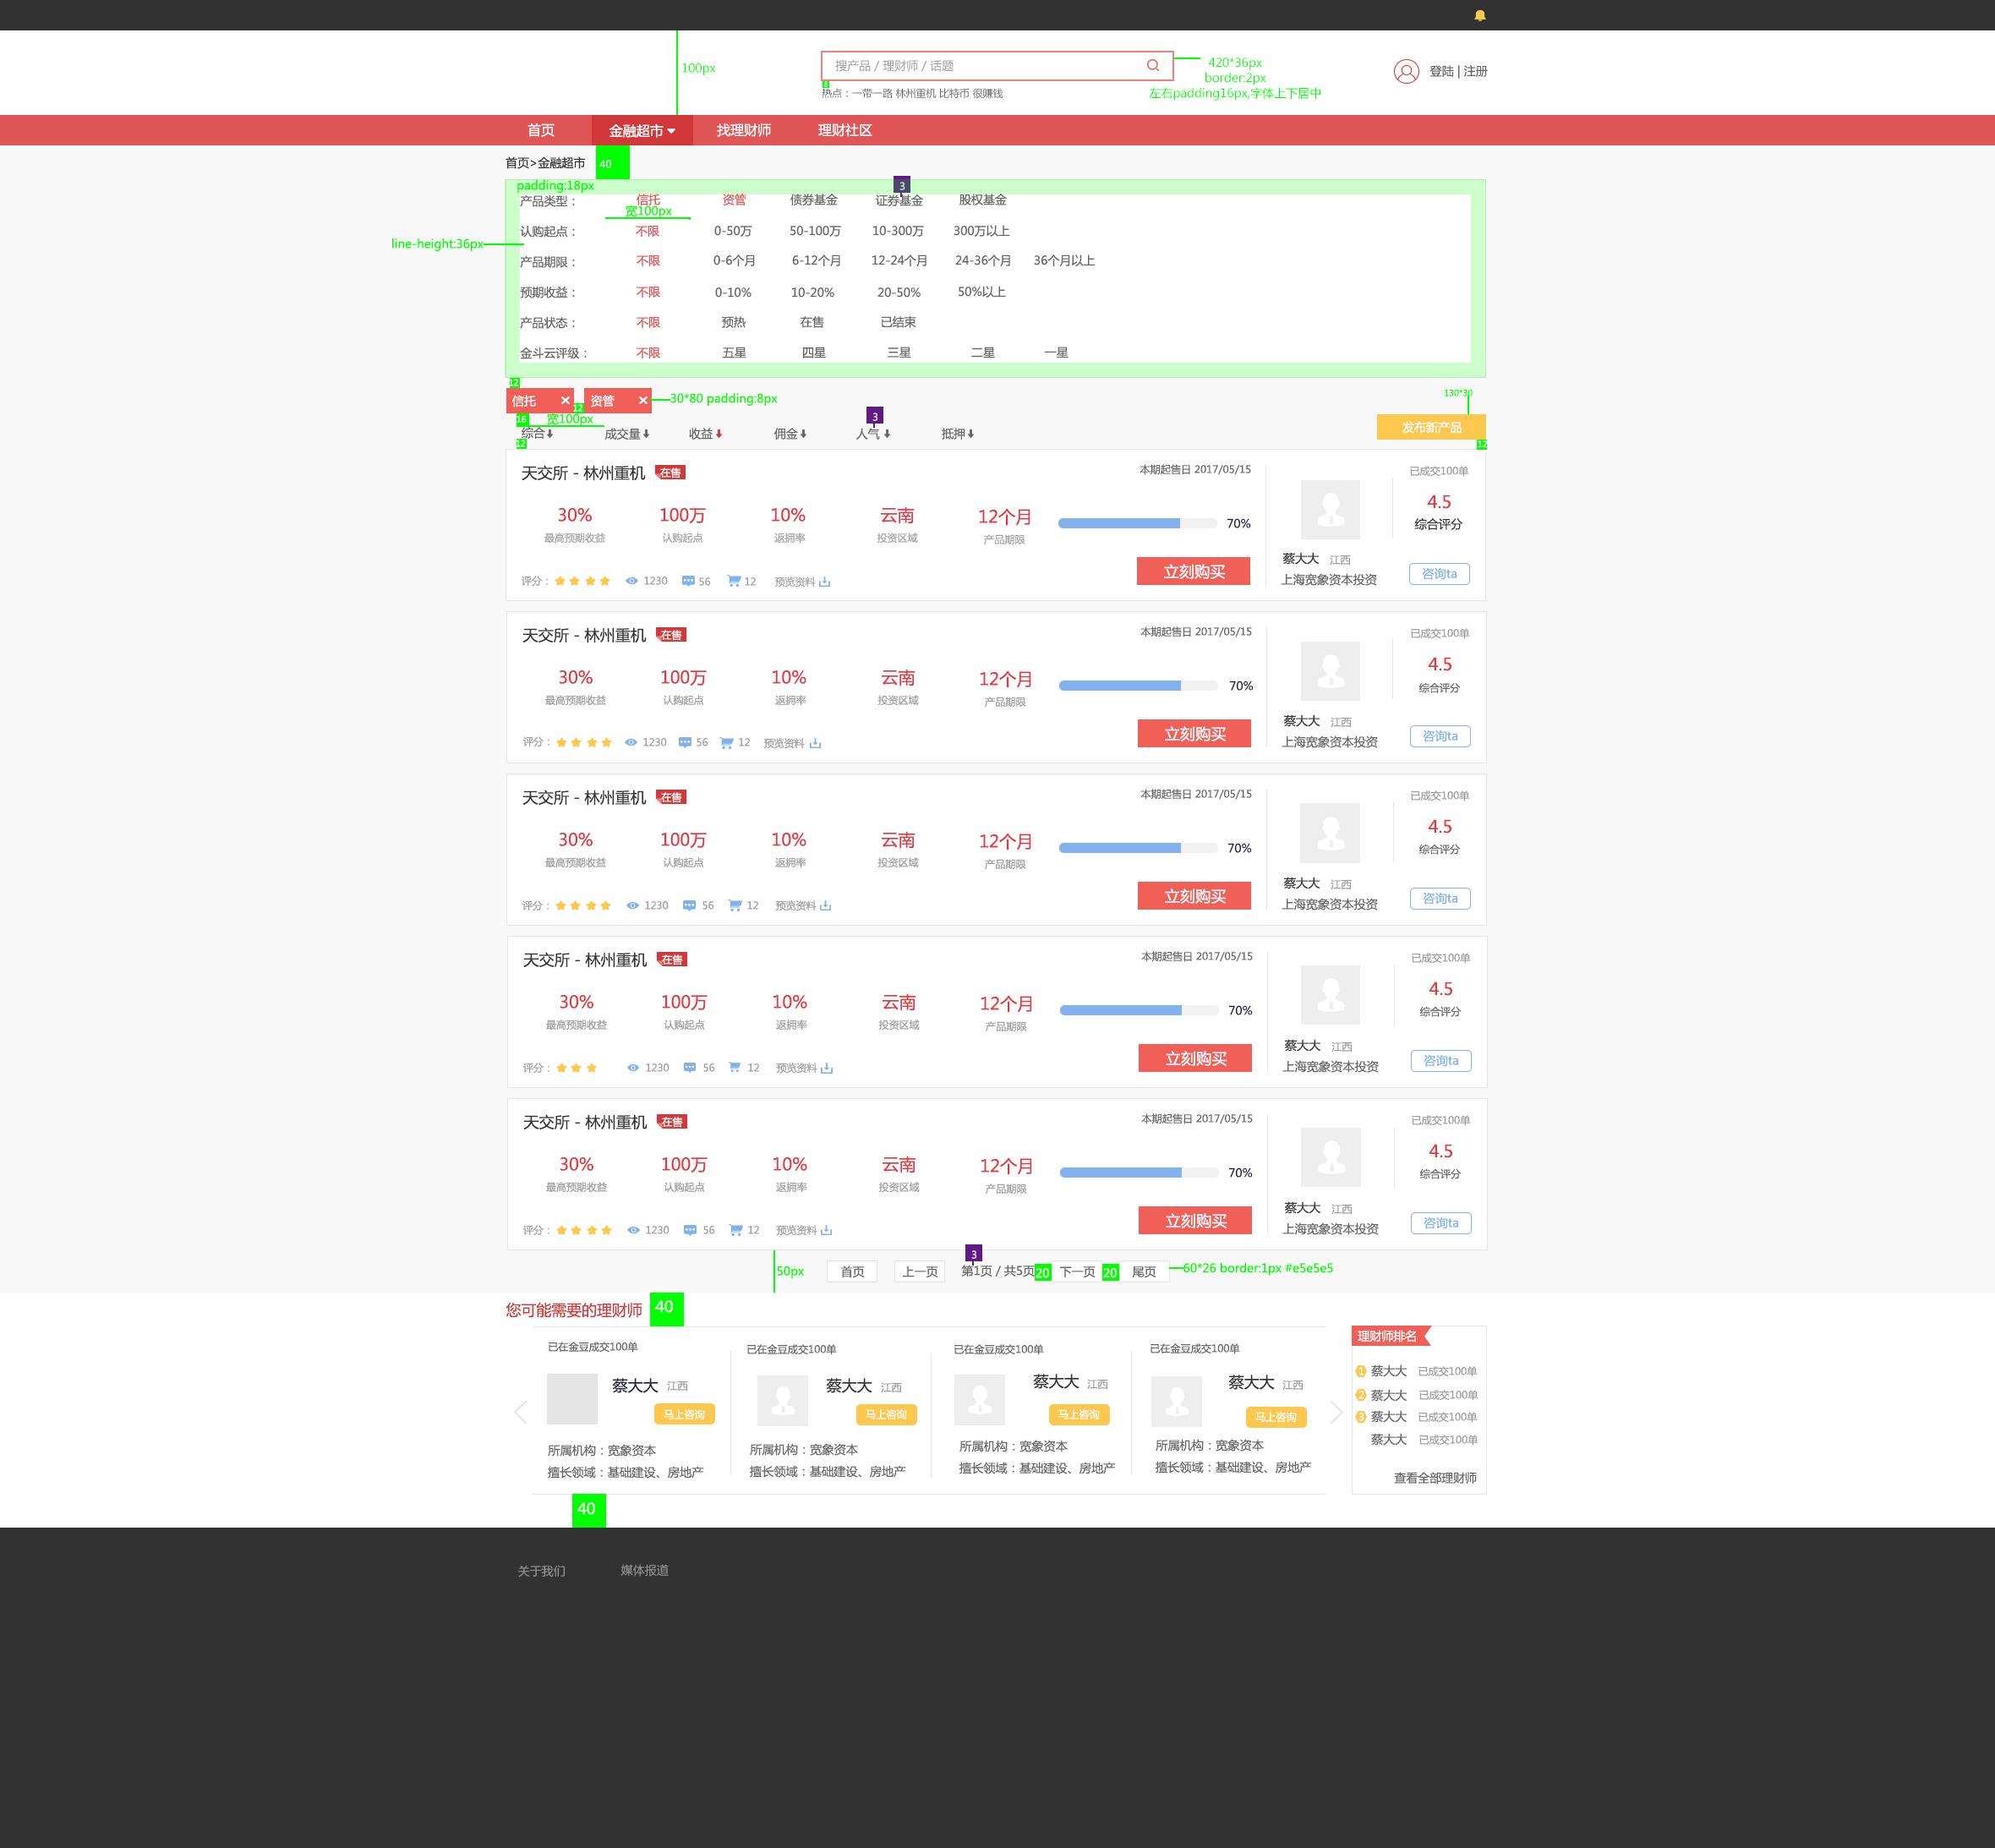 100px
搜产品 / 理财师 / 话题
420*36px
border:2px
左右padding16px,字体上下居中
8
热点：一带一路 林州重机 比特币 很赚钱
登陆 | 注册
首页 金融超市 找理财师 理财社区
首页>金融超市 40
padding:18px 3
产品类型： 信托 资管 债券基金 证券基金 股权基金
宽100px
认购起点： 不限 0-50万 50-100万 10-300万 300万以上
line-height:36px
产品期限： 不限 0-6个月 6-12个月 12-24个月 24-36个月 36个月以上
预期收益： 不限 0-10% 10-20% 20-50% 50%以上
产品状态： 不限 预热 在售 已结束
金斗云评级： 不限 五星 四星 三星 二星 一星
12
信托 资管 30*80 padding:8px 130*30
12
16 宽100px 3
综合 成交量 收益 佣金 人气 抵押 发布新产品
12 12
天交所 - 林州重机 在售 本期起售日 2017/05/15 已成交100单
30% 100万 10% 云南 12个月 70% 4.5
最高预期收益 认购起点 返拥率 投资区域 产品期限 综合评分
蔡大大 江西
评分： 1230 56 12 预览资料 立刻购买 上海宽象资本投资 咨询ta
天交所 - 林州重机 在售 本期起售日 2017/05/15 已成交100单
30% 100万 10% 云南 12个月 70% 4.5
最高预期收益 认购起点 返拥率 投资区域 产品期限 综合评分
蔡大大 江西
评分： 1230 56 12 预览资料 立刻购买 上海宽象资本投资 咨询ta
天交所 - 林州重机 在售 本期起售日 2017/05/15 已成交100单
30% 100万 10% 云南 12个月 70% 4.5
最高预期收益 认购起点 返拥率 投资区域 产品期限 综合评分
蔡大大 江西
评分： 1230 56 12 预览资料 立刻购买 上海宽象资本投资 咨询ta
天交所 - 林州重机 在售 本期起售日 2017/05/15 已成交100单
30% 100万 10% 云南 12个月 70% 4.5
最高预期收益 认购起点 返拥率 投资区域 产品期限 综合评分
蔡大大 江西
评分： 1230 56 12 预览资料 立刻购买 上海宽象资本投资 咨询ta
天交所 - 林州重机 在售 本期起售日 2017/05/15 已成交100单
30% 100万 10% 云南 12个月 70% 4.5
最高预期收益 认购起点 返拥率 投资区域 产品期限 综合评分
蔡大大 江西
评分： 1230 56 12 预览资料 立刻购买 上海宽象资本投资 咨询ta
3
50px 首页 上一页 第1页 / 共5页 20 下一页 20 尾页 60*26 border:1px #e5e5e5
您可能需要的理财师 40
已在金豆成交100单 已在金豆成交100单 已在金豆成交100单 已在金豆成交100单
蔡大大 江西 蔡大大 江西 蔡大大 江西 蔡大大 江西
马上咨询 马上咨询 马上咨询 马上咨询
所属机构：宽象资本 所属机构：宽象资本 所属机构：宽象资本 所属机构：宽象资本
擅长领域：基础建设、房地产 擅长领域：基础建设、房地产 擅长领域：基础建设、房地产 擅长领域：基础建设、房地产
理财师排名
1 蔡大大 已成交100单
2 蔡大大 已成交100单
3 蔡大大 已成交100单
蔡大大 已成交100单
查看全部理财师
40
关于我们 媒体报道